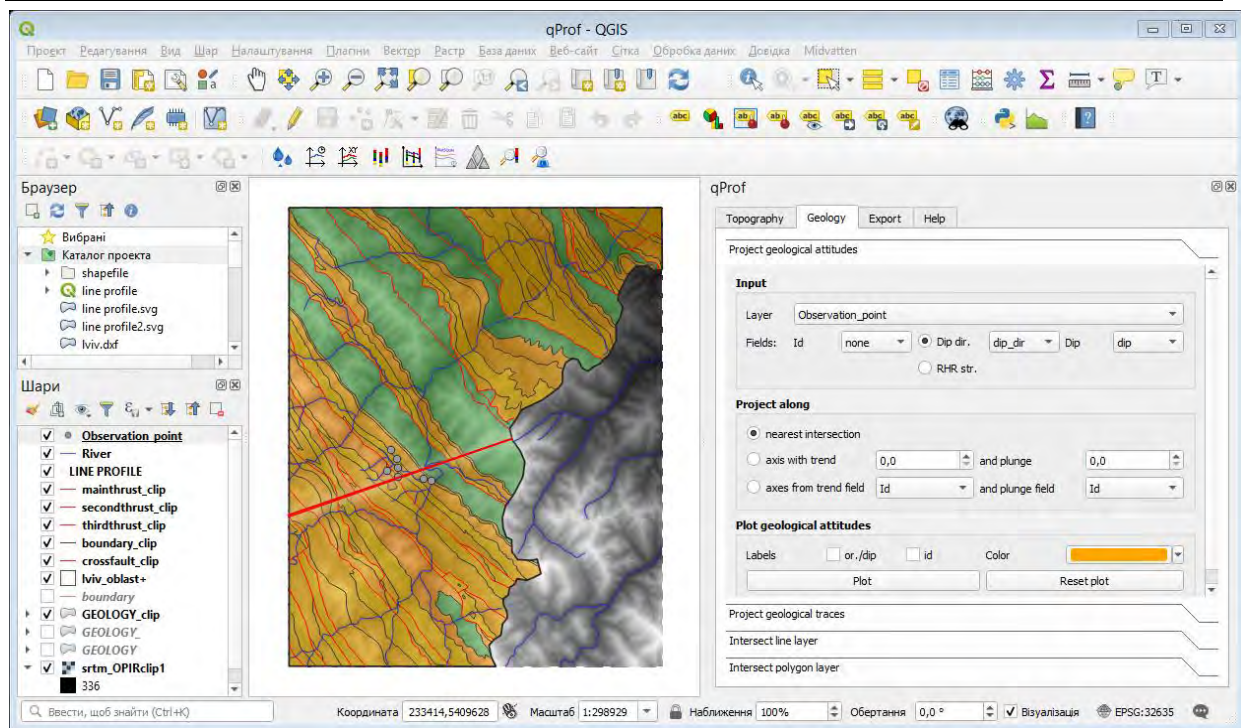 qProf - QGIS
Проект Редагування Вид Шар Налаштування Плагіни Вектор Растр База даних Веб-сайт Сітка Обробка даних Довідка Midvatten
Браузер
Вибрані
Каталог проекта
shapefile
line profile
line profile.svg
line profile2.svg
lviv.dxf
Шари
Observation point
River
LINE PROFILE
mainthrust_clip
secondthrust_clip
thirdthrust_clip
boundary_clip
crossfault_clip
lviv_oblast+
boundary
GEOLOGY_clip
GEOLOGY_
GEOLOGY
srtm_OPIRclip1
336
qProf
Topography Geology Export Help
Project geological attitudes
Input
Layer Observation_point
Fields: Id none Dip dir. dip_dir Dip dip
RHR str.
Project along
nearest intersection
axis with trend 0,0 and plunge 0,0
axes from trend field Id and plunge field Id
Plot geological attitudes
Labels or./dip id Color
Plot Reset plot
Project geological traces
Intersect line layer
Intersect polygon layer
Ввести, щоб знайти (Ctrl+K) Координата 233414,5409628 Масштаб 1:298929 Наближення 100% Обертання 0,0 ° Візуалізація EPSG:32635